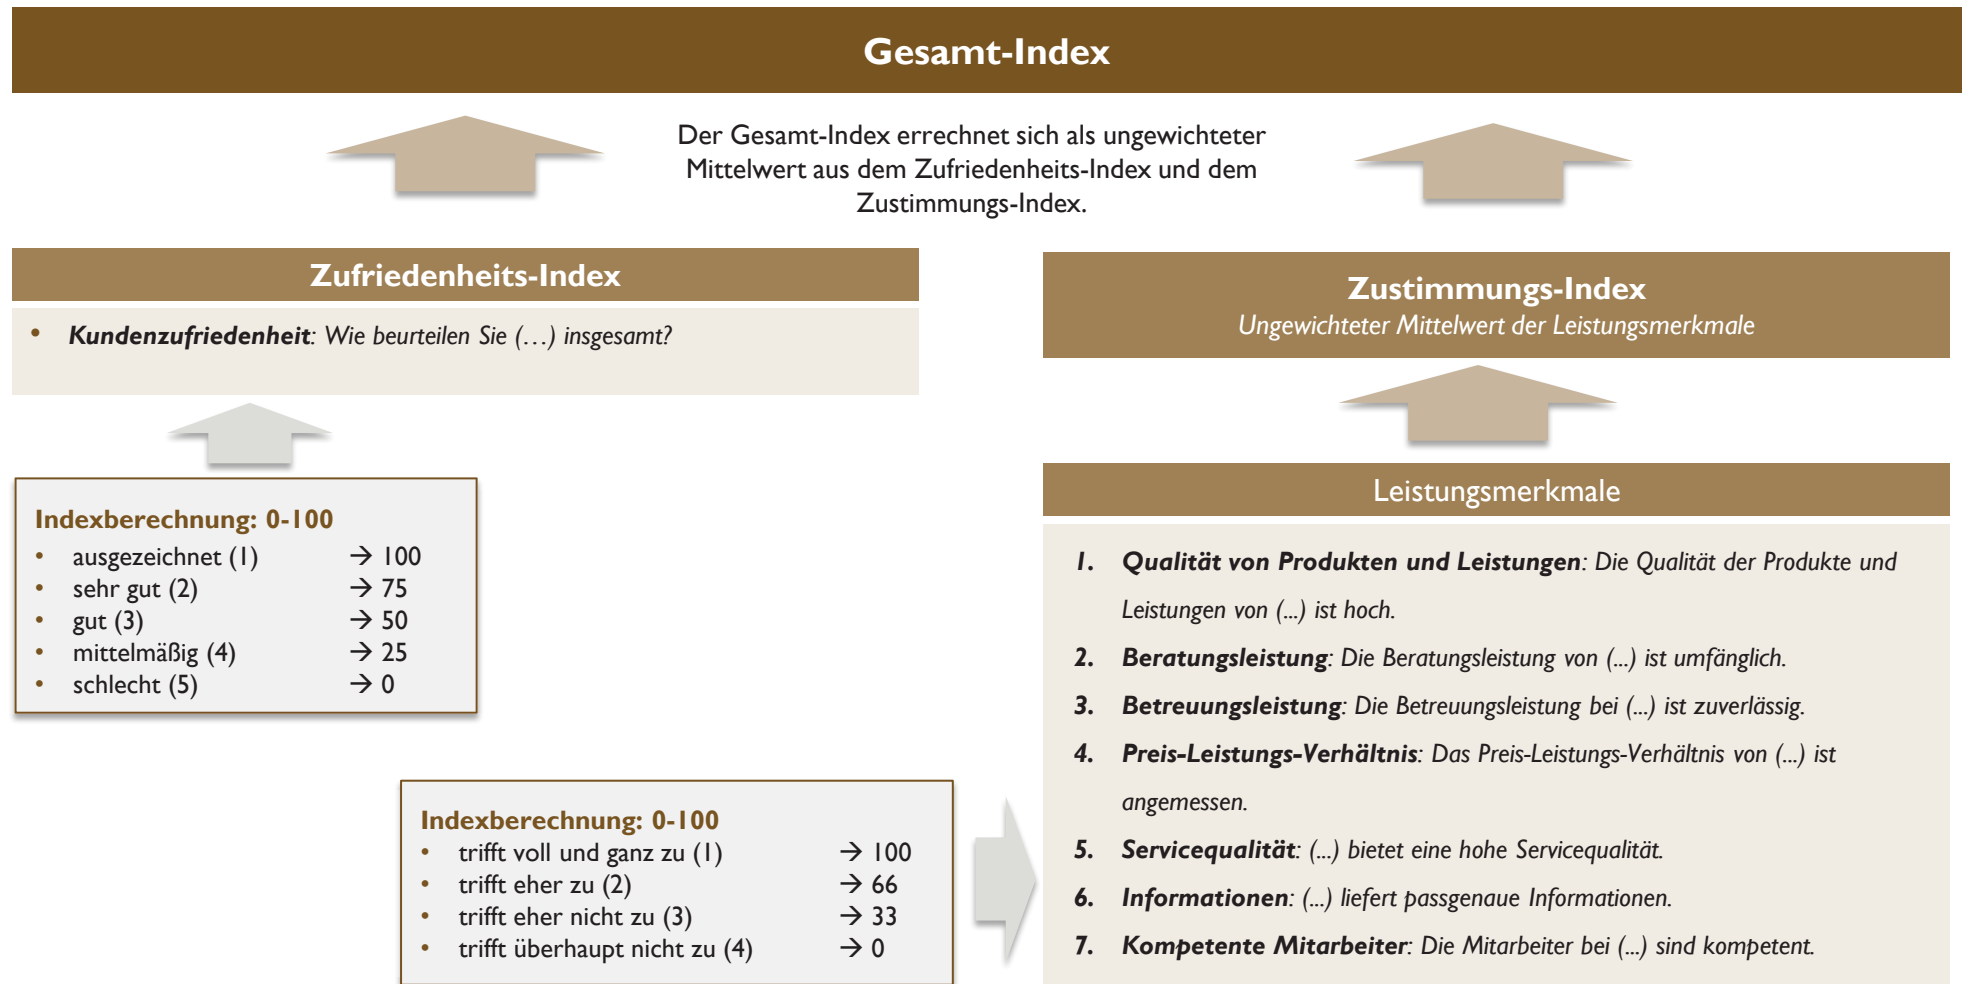 Gesamt-Index
Der Gesamt-Index errechnet sich als ungewichteter
Mittelwert aus dem Zufriedenheits-Index und dem
Zustimmungs-Index.
Zufriedenheits-Index
• Kundenzufriedenheit: Wie beurteilen Sie (…) insgesamt?
Indexberechnung: 0-100
• ausgezeichnet (1) → 100
• sehr gut (2) → 75
• gut (3) → 50
• mittelmäßig (4) → 25
• schlecht (5) → 0
Indexberechnung: 0-100
• trifft voll und ganz zu (1) → 100
• trifft eher zu (2) → 66
• trifft eher nicht zu (3) → 33
• trifft überhaupt nicht zu (4) → 0
Zustimmungs-Index
Ungewichteter Mittelwert der Leistungsmerkmale
Leistungsmerkmale
1. Qualität von Produkten und Leistungen: Die Qualität der Produkte und
Leistungen von (...) ist hoch.
2. Beratungsleistung: Die Beratungsleistung von (...) ist umfänglich.
3. Betreuungsleistung: Die Betreuungsleistung bei (...) ist zuverlässig.
4. Preis-Leistungs-Verhältnis: Das Preis-Leistungs-Verhältnis von (...) ist
angemessen.
5. Servicequalität: (...) bietet eine hohe Servicequalität.
6. Informationen: (...) liefert passgenaue Informationen.
7. Kompetente Mitarbeiter: Die Mitarbeiter bei (...) sind kompetent.